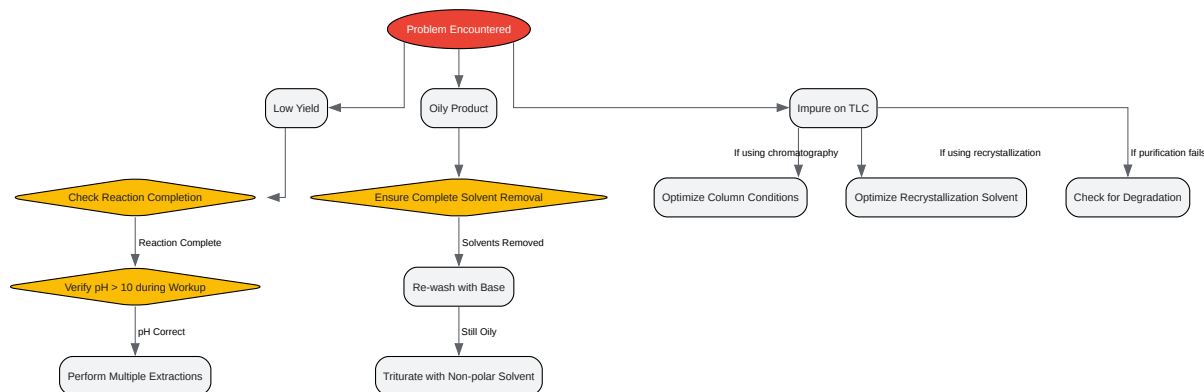 Problem Encountered
Low Yield
Oily Product
Impure on TLC
If using chromatography
If using recrystallization
If purification fails
Check Reaction Completion
Ensure Complete Solvent Removal
Optimize Column Conditions
Optimize Recrystallization Solvent
Check for Degradation
Reaction Complete
Solvents Removed
Verify pH > 10 during Workup
Re-wash with Base
pH Correct
Still Oily
Perform Multiple Extractions
Triturate with Non-polar Solvent